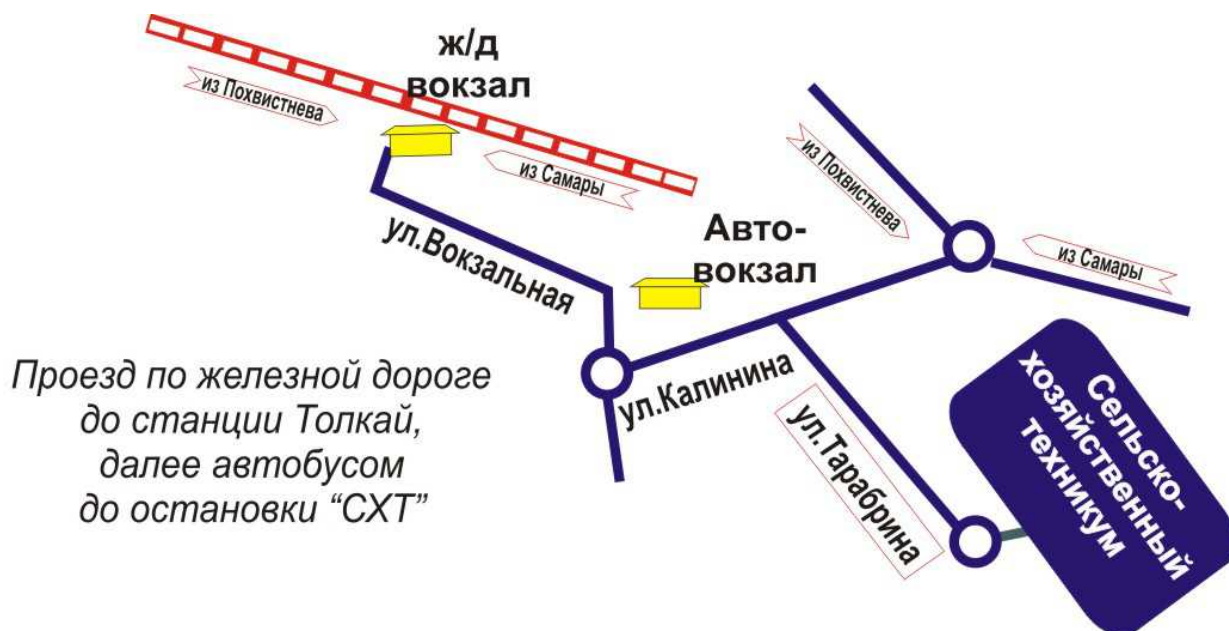 ж/д
вокзал
из Похвистнева
из Самары
ул.Вокзальная
Авто-
вокзал
из Похвистнева
из Самары
ул.Калинина
ул.Тарабрина
Сельско-
хозяйственный
техникум
Проезд по железной дороге
до станции Толкай,
далее автобусом
до остановки “СХТ”